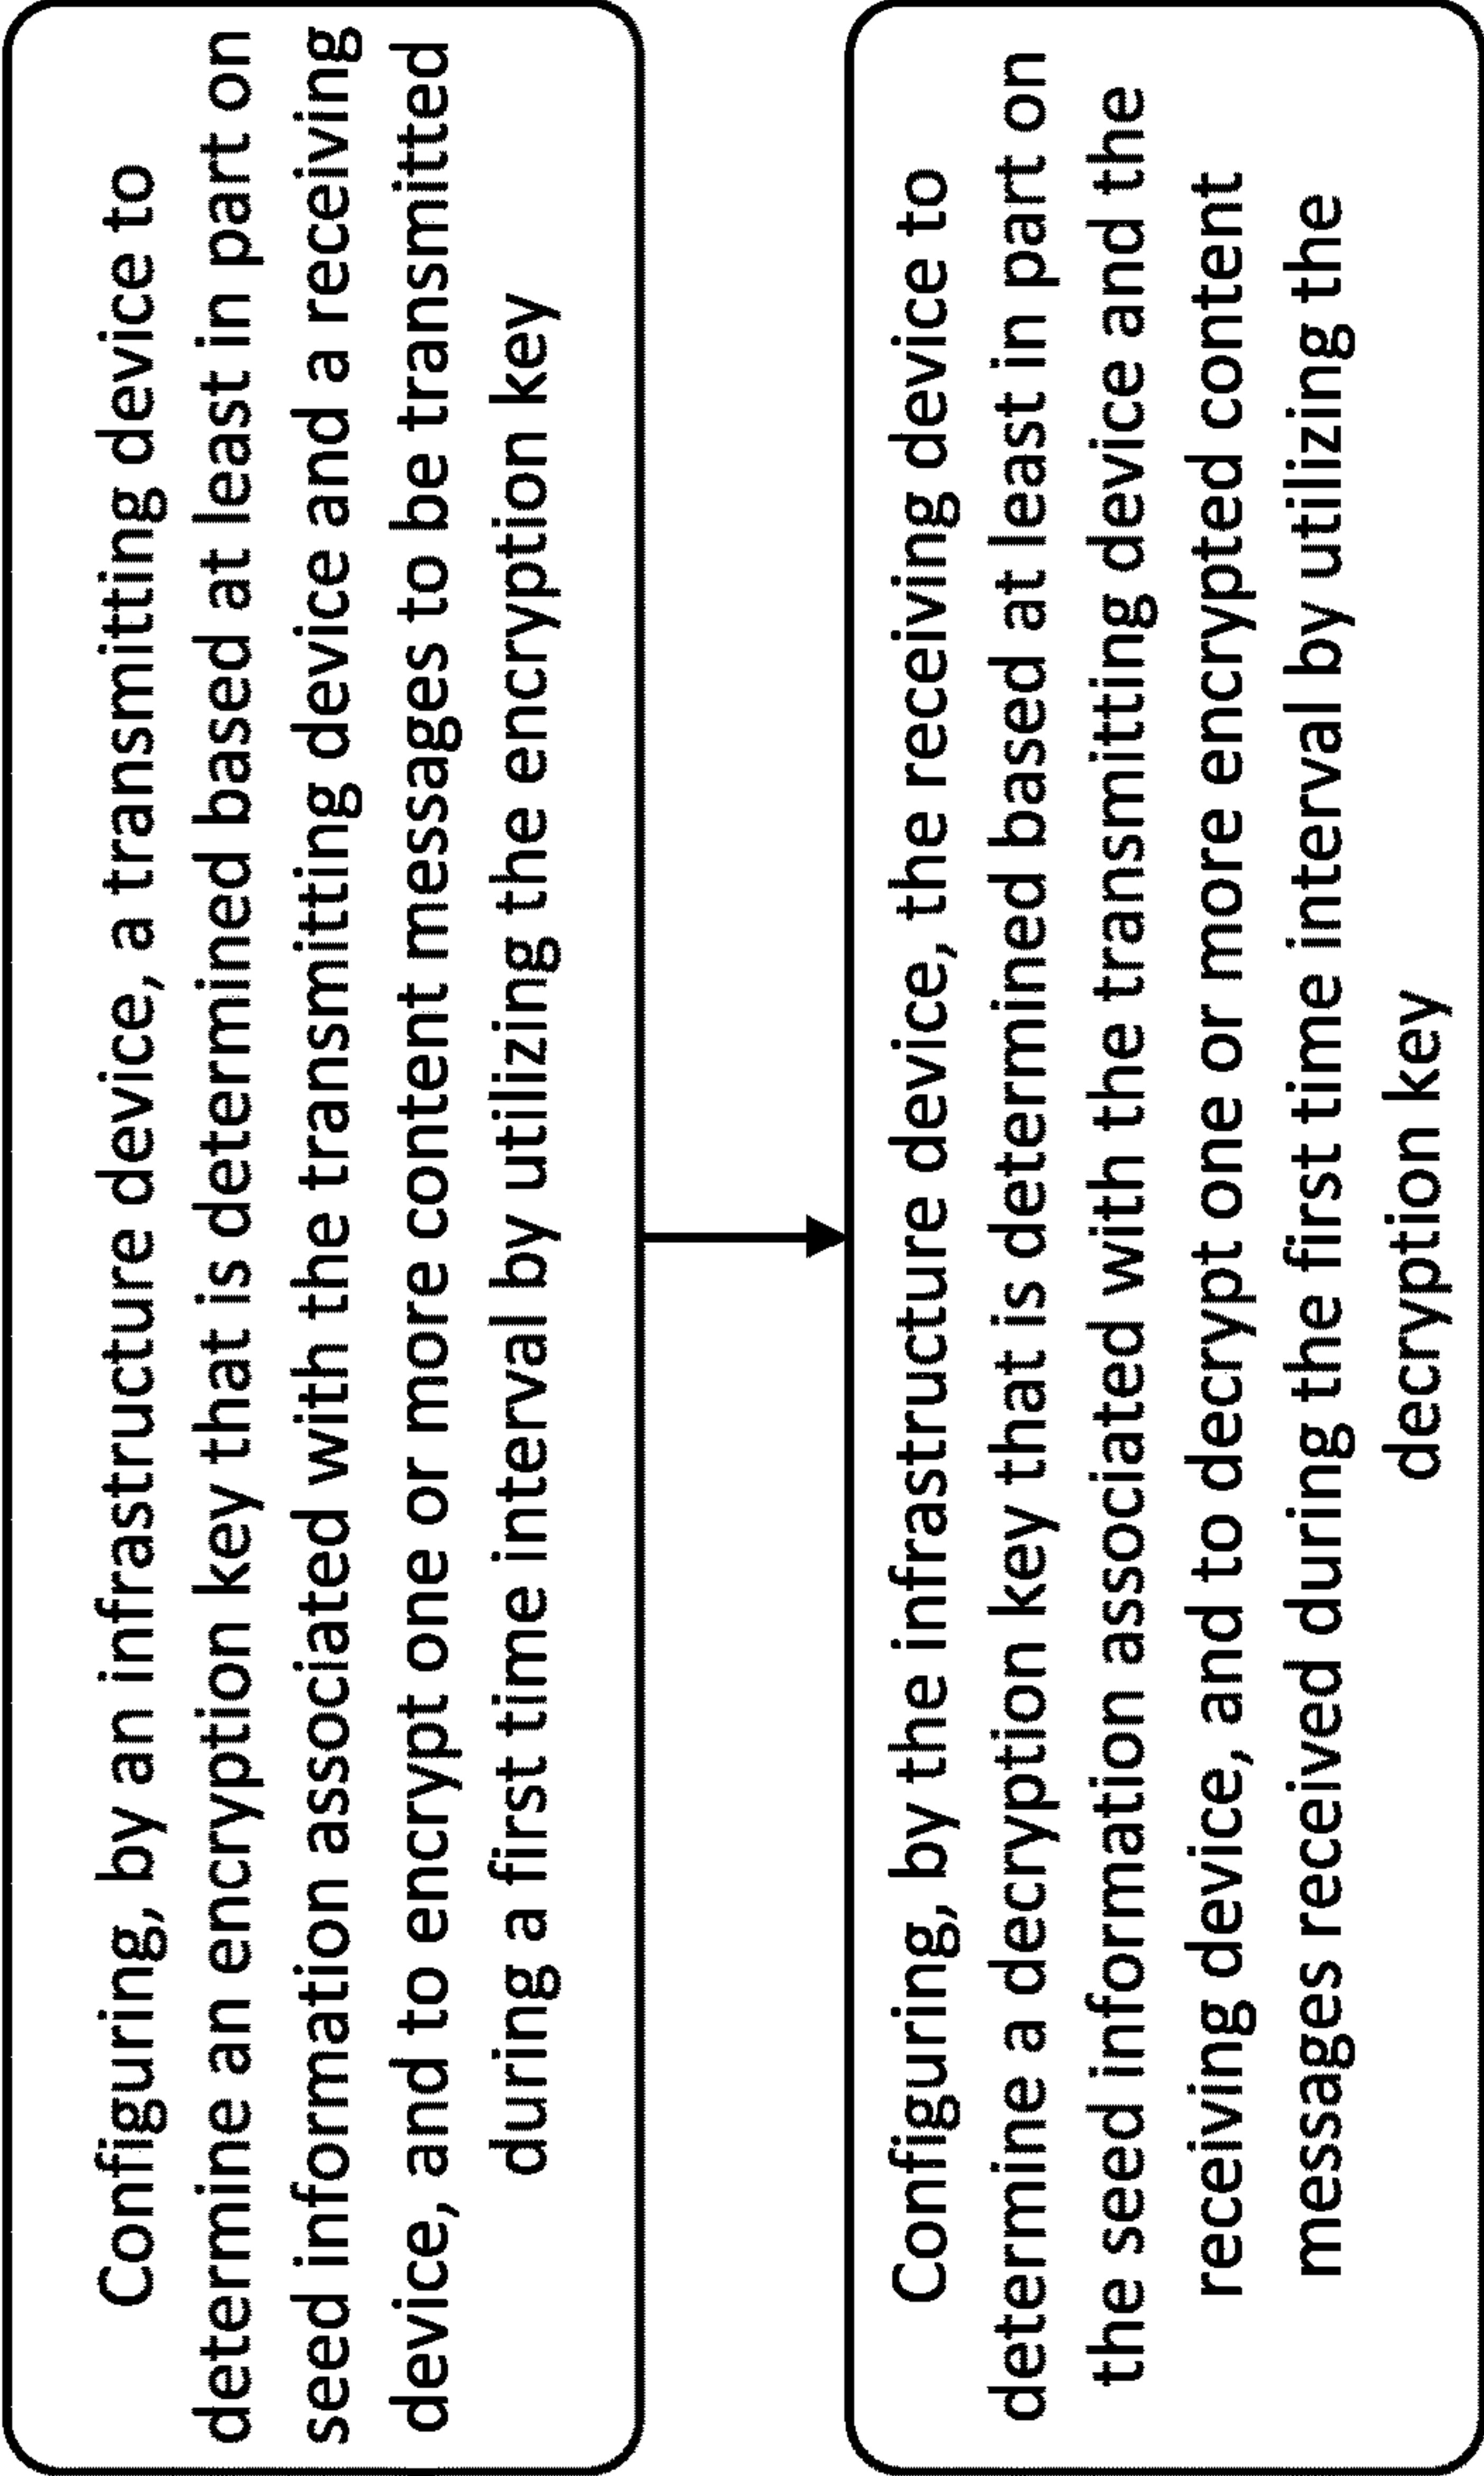 Configuring, by an infrastructure device, a transmitting device to
determine an encryption key that is determined based at least in part on
seed information associated with the transmitting device and a receiving
device, and to encrypt one or more content messages to be transmitted
during a first time interval by utilizing the encryption key
Configuring, by the infrastructure device, the receiving device to
determine a decryption key that is determined based at least in part on
the seed information associated with the transmitting device and the
receiving device, and to decrypt one or more encrypted content
messages received during the first time interval by utilizing the
decryption key